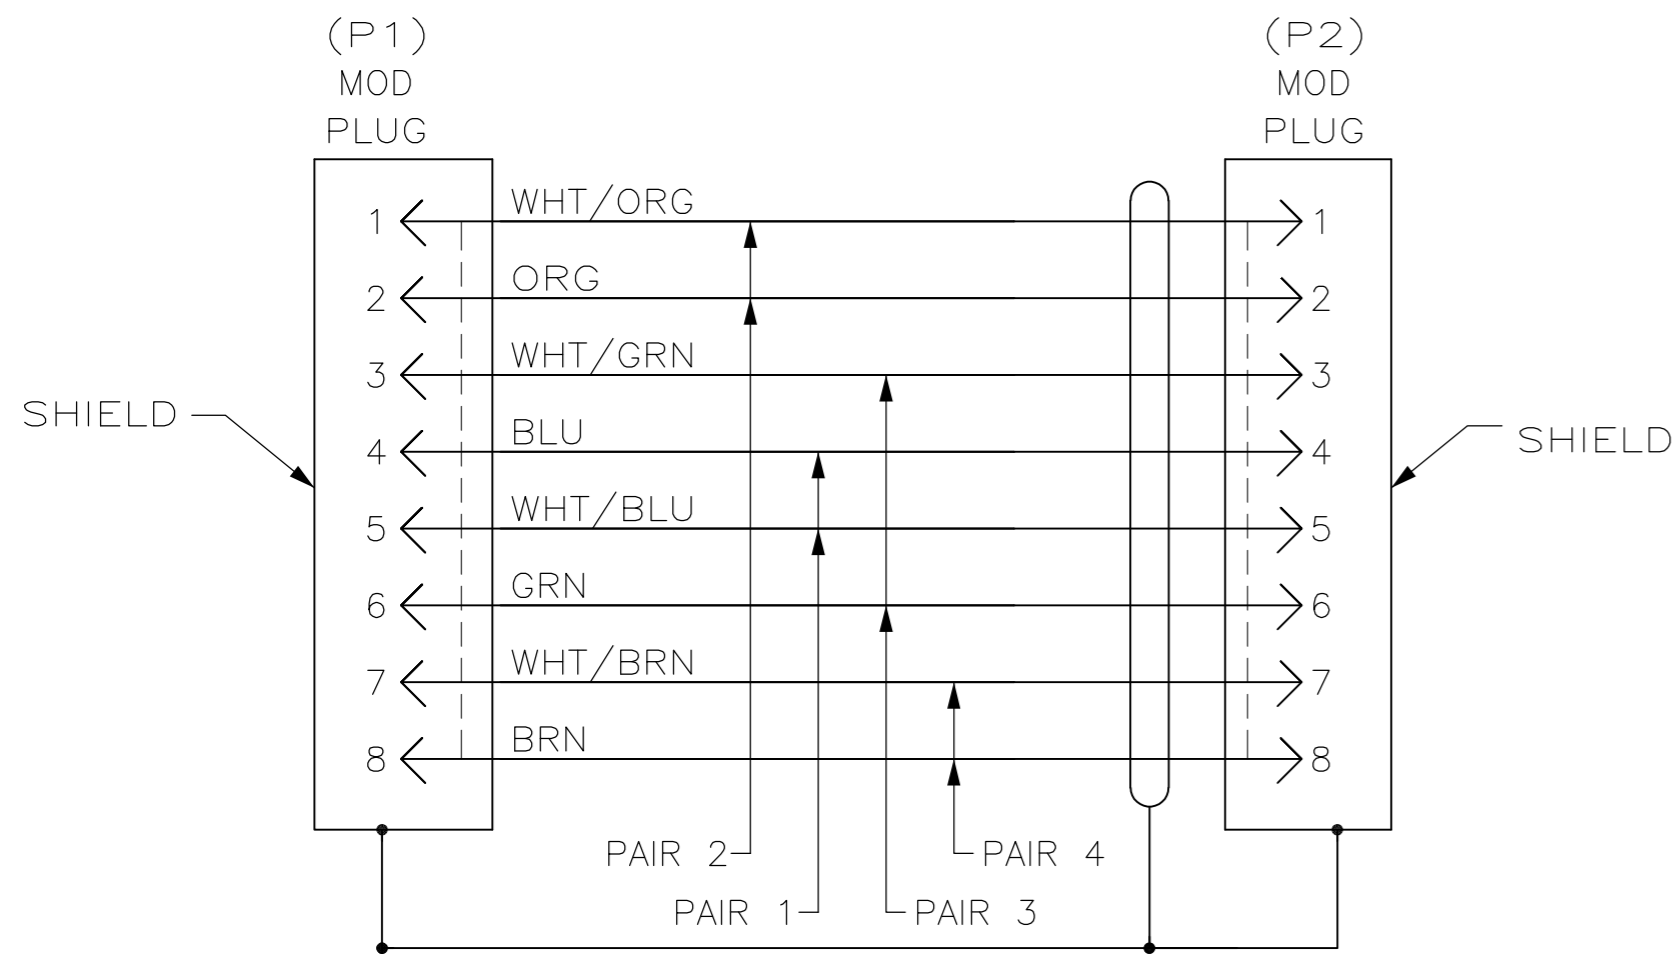 (P1)
MOD
PLUG
(P2)
MOD
PLUG
1 WHT/ORG 1
2 ORG 2
3 WHT/GRN 3
SHIELD
4 BLU 4
SHIELD
5 WHT/BLU 5
6 GRN 6
7 WHT/BRN 7
8 BRN 8
PAIR 2
PAIR 4
PAIR 1
PAIR 3